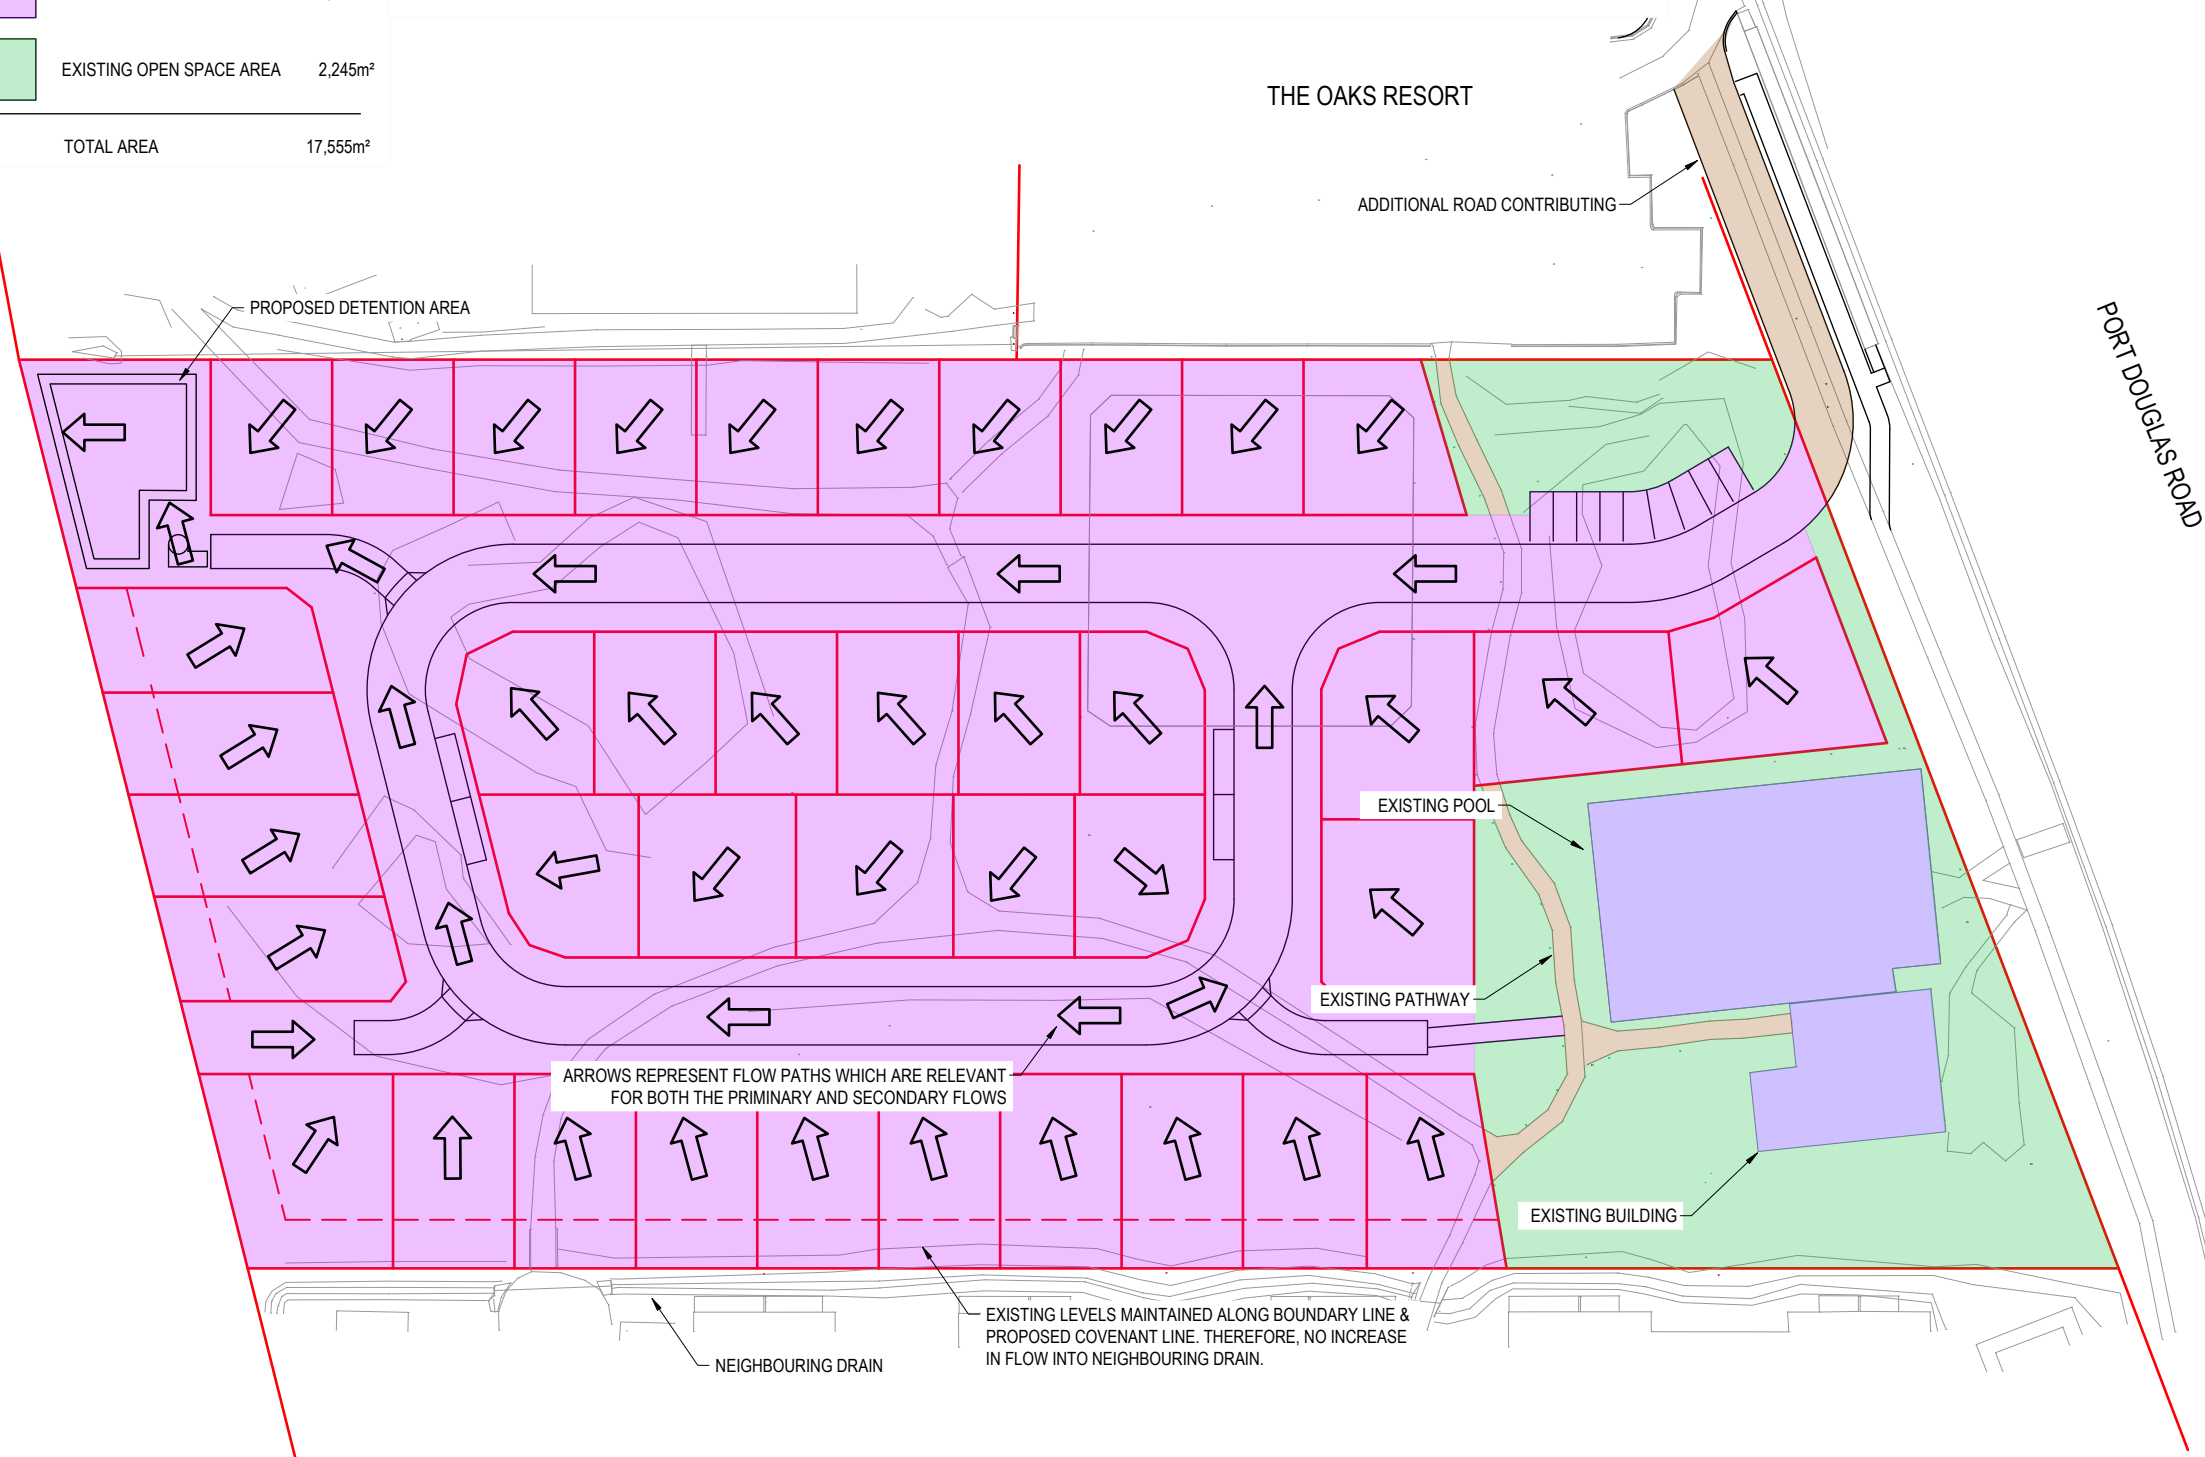 EXISTING OPEN SPACE AREA 2,245m²
TOTAL AREA 17,555m²
THE OAKS RESORT
ADDITIONAL ROAD CONTRIBUTING
PROPOSED DETENTION AREA
PORT DOUGLAS ROAD
EXISTING POOL
EXISTING PATHWAY
ARROWS REPRESENT FLOW PATHS WHICH ARE RELEVANT
FOR BOTH THE PRIMINARY AND SECONDARY FLOWS
EXISTING BUILDING
EXISTING LEVELS MAINTAINED ALONG BOUNDARY LINE &
PROPOSED COVENANT LINE. THEREFORE, NO INCREASE
IN FLOW INTO NEIGHBOURING DRAIN.
NEIGHBOURING DRAIN